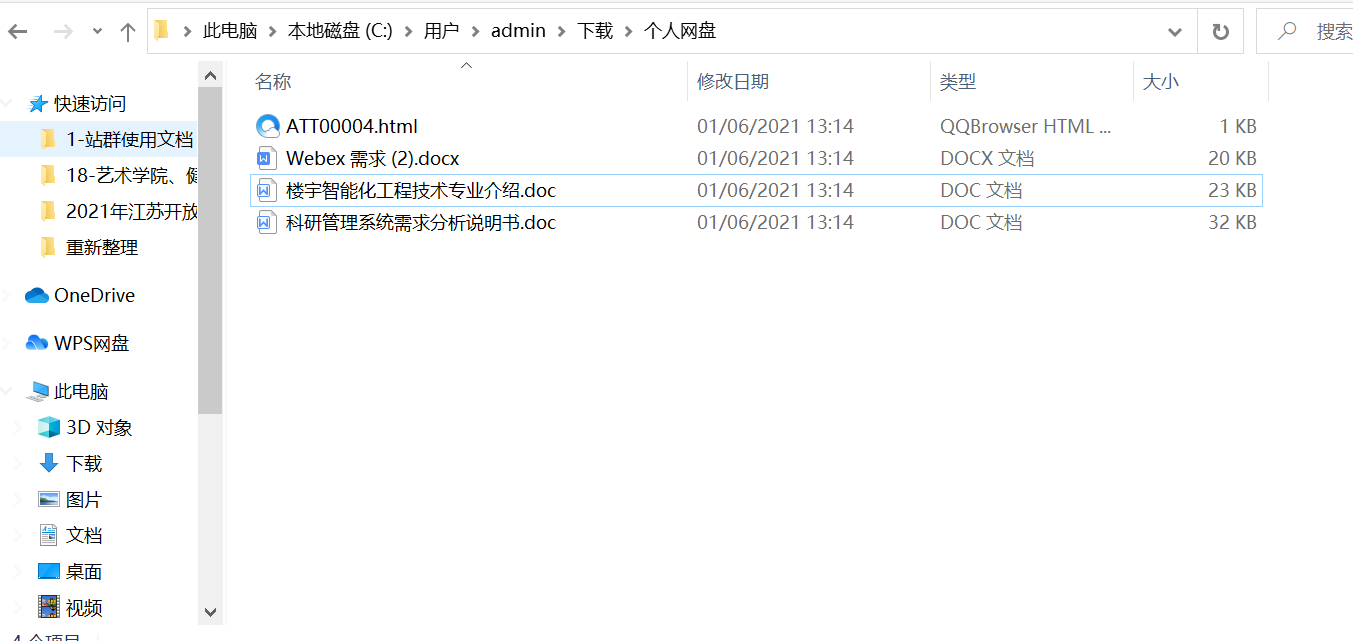 此电脑 本地磁盘 (C:) 用户 admin 下载 个人网盘 搜索
名称 修改日期 类型 大小
ATT00004.html 01/06/2021 13:14 QQBrowser HTML ... 1 KB
Webex 需求 (2).docx 01/06/2021 13:14 DOCX 文档 20 KB
楼宇智能化工程技术专业介绍.doc 01/06/2021 13:14 DOC 文档 23 KB
科研管理系统需求分析说明书.doc 01/06/2021 13:14 DOC 文档 32 KB
快速访问
1-站群使用文档
18-艺术学院、
2021年江苏开放
重新整理
OneDrive
WPS网盘
此电脑
3D 对象
下载
图片
文档
桌面
视频
4 个项目